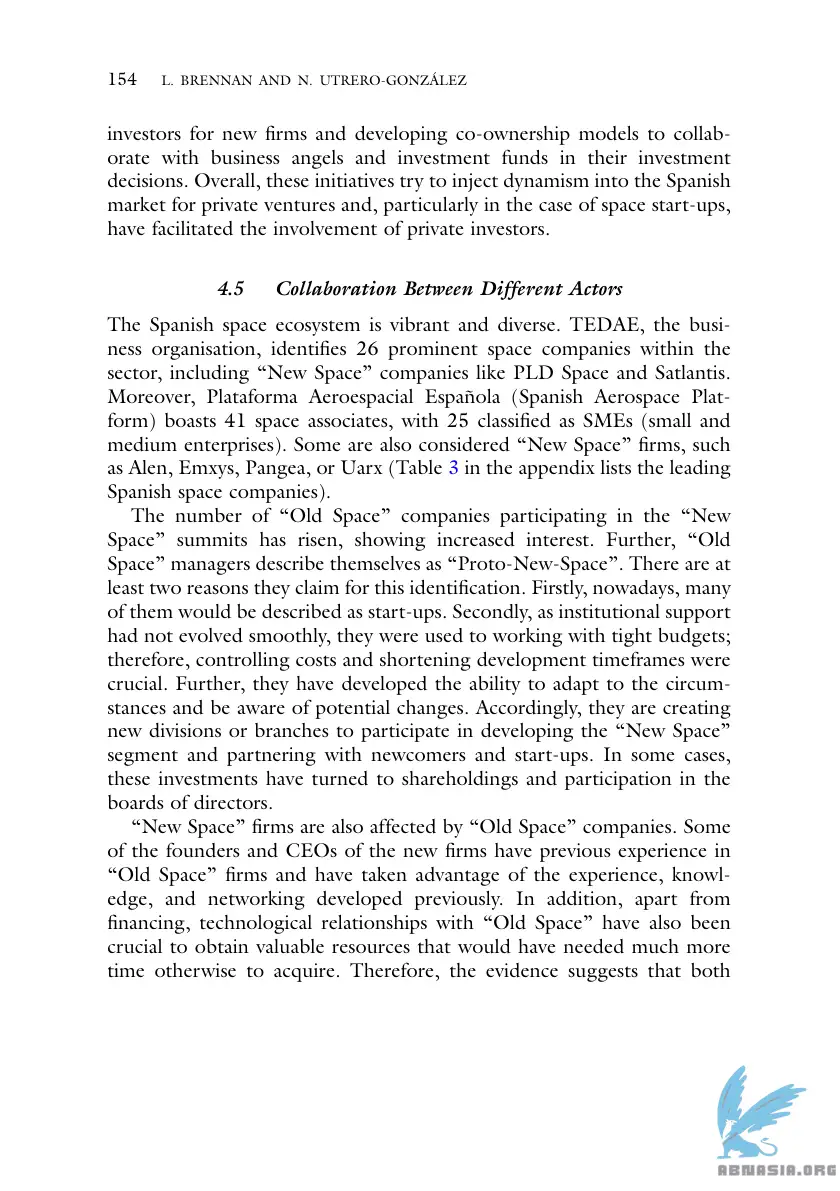 154 L. BRENNAN AND N. UTRERO-GONZÁLEZ
investors for new firms and developing co-ownership models to collab-
orate with business angels and investment funds in their investment
decisions. Overall, these initiatives try to inject dynamism into the Spanish
market for private ventures and, particularly in the case of space start-ups,
have facilitated the involvement of private investors.
4.5 Collaboration Between Different Actors
The Spanish space ecosystem is vibrant and diverse. TEDAE, the busi-
ness organisation, identifies 26 prominent space companies within the
sector, including “New Space” companies like PLD Space and Satlantis.
Moreover, Plataforma Aeroespacial Española (Spanish Aerospace Plat-
form) boasts 41 space associates, with 25 classified as SMEs (small and
medium enterprises). Some are also considered “New Space” firms, such
as Alen, Emxys, Pangea, or Uarx (Table 3 in the appendix lists the leading
Spanish space companies).
The number of “Old Space” companies participating in the “New
Space” summits has risen, showing increased interest. Further, “Old
Space” managers describe themselves as “Proto-New-Space”. There are at
least two reasons they claim for this identification. Firstly, nowadays, many
of them would be described as start-ups. Secondly, as institutional support
had not evolved smoothly, they were used to working with tight budgets;
therefore, controlling costs and shortening development timeframes were
crucial. Further, they have developed the ability to adapt to the circum-
stances and be aware of potential changes. Accordingly, they are creating
new divisions or branches to participate in developing the “New Space”
segment and partnering with newcomers and start-ups. In some cases,
these investments have turned to shareholdings and participation in the
boards of directors.
“New Space” firms are also affected by “Old Space” companies. Some
of the founders and CEOs of the new firms have previous experience in
“Old Space” firms and have taken advantage of the experience, knowl-
edge, and networking developed previously. In addition, apart from
financing, technological relationships with “Old Space” have also been
crucial to obtain valuable resources that would have needed much more
time otherwise to acquire. Therefore, the evidence suggests that both
ABNASIA.ORG